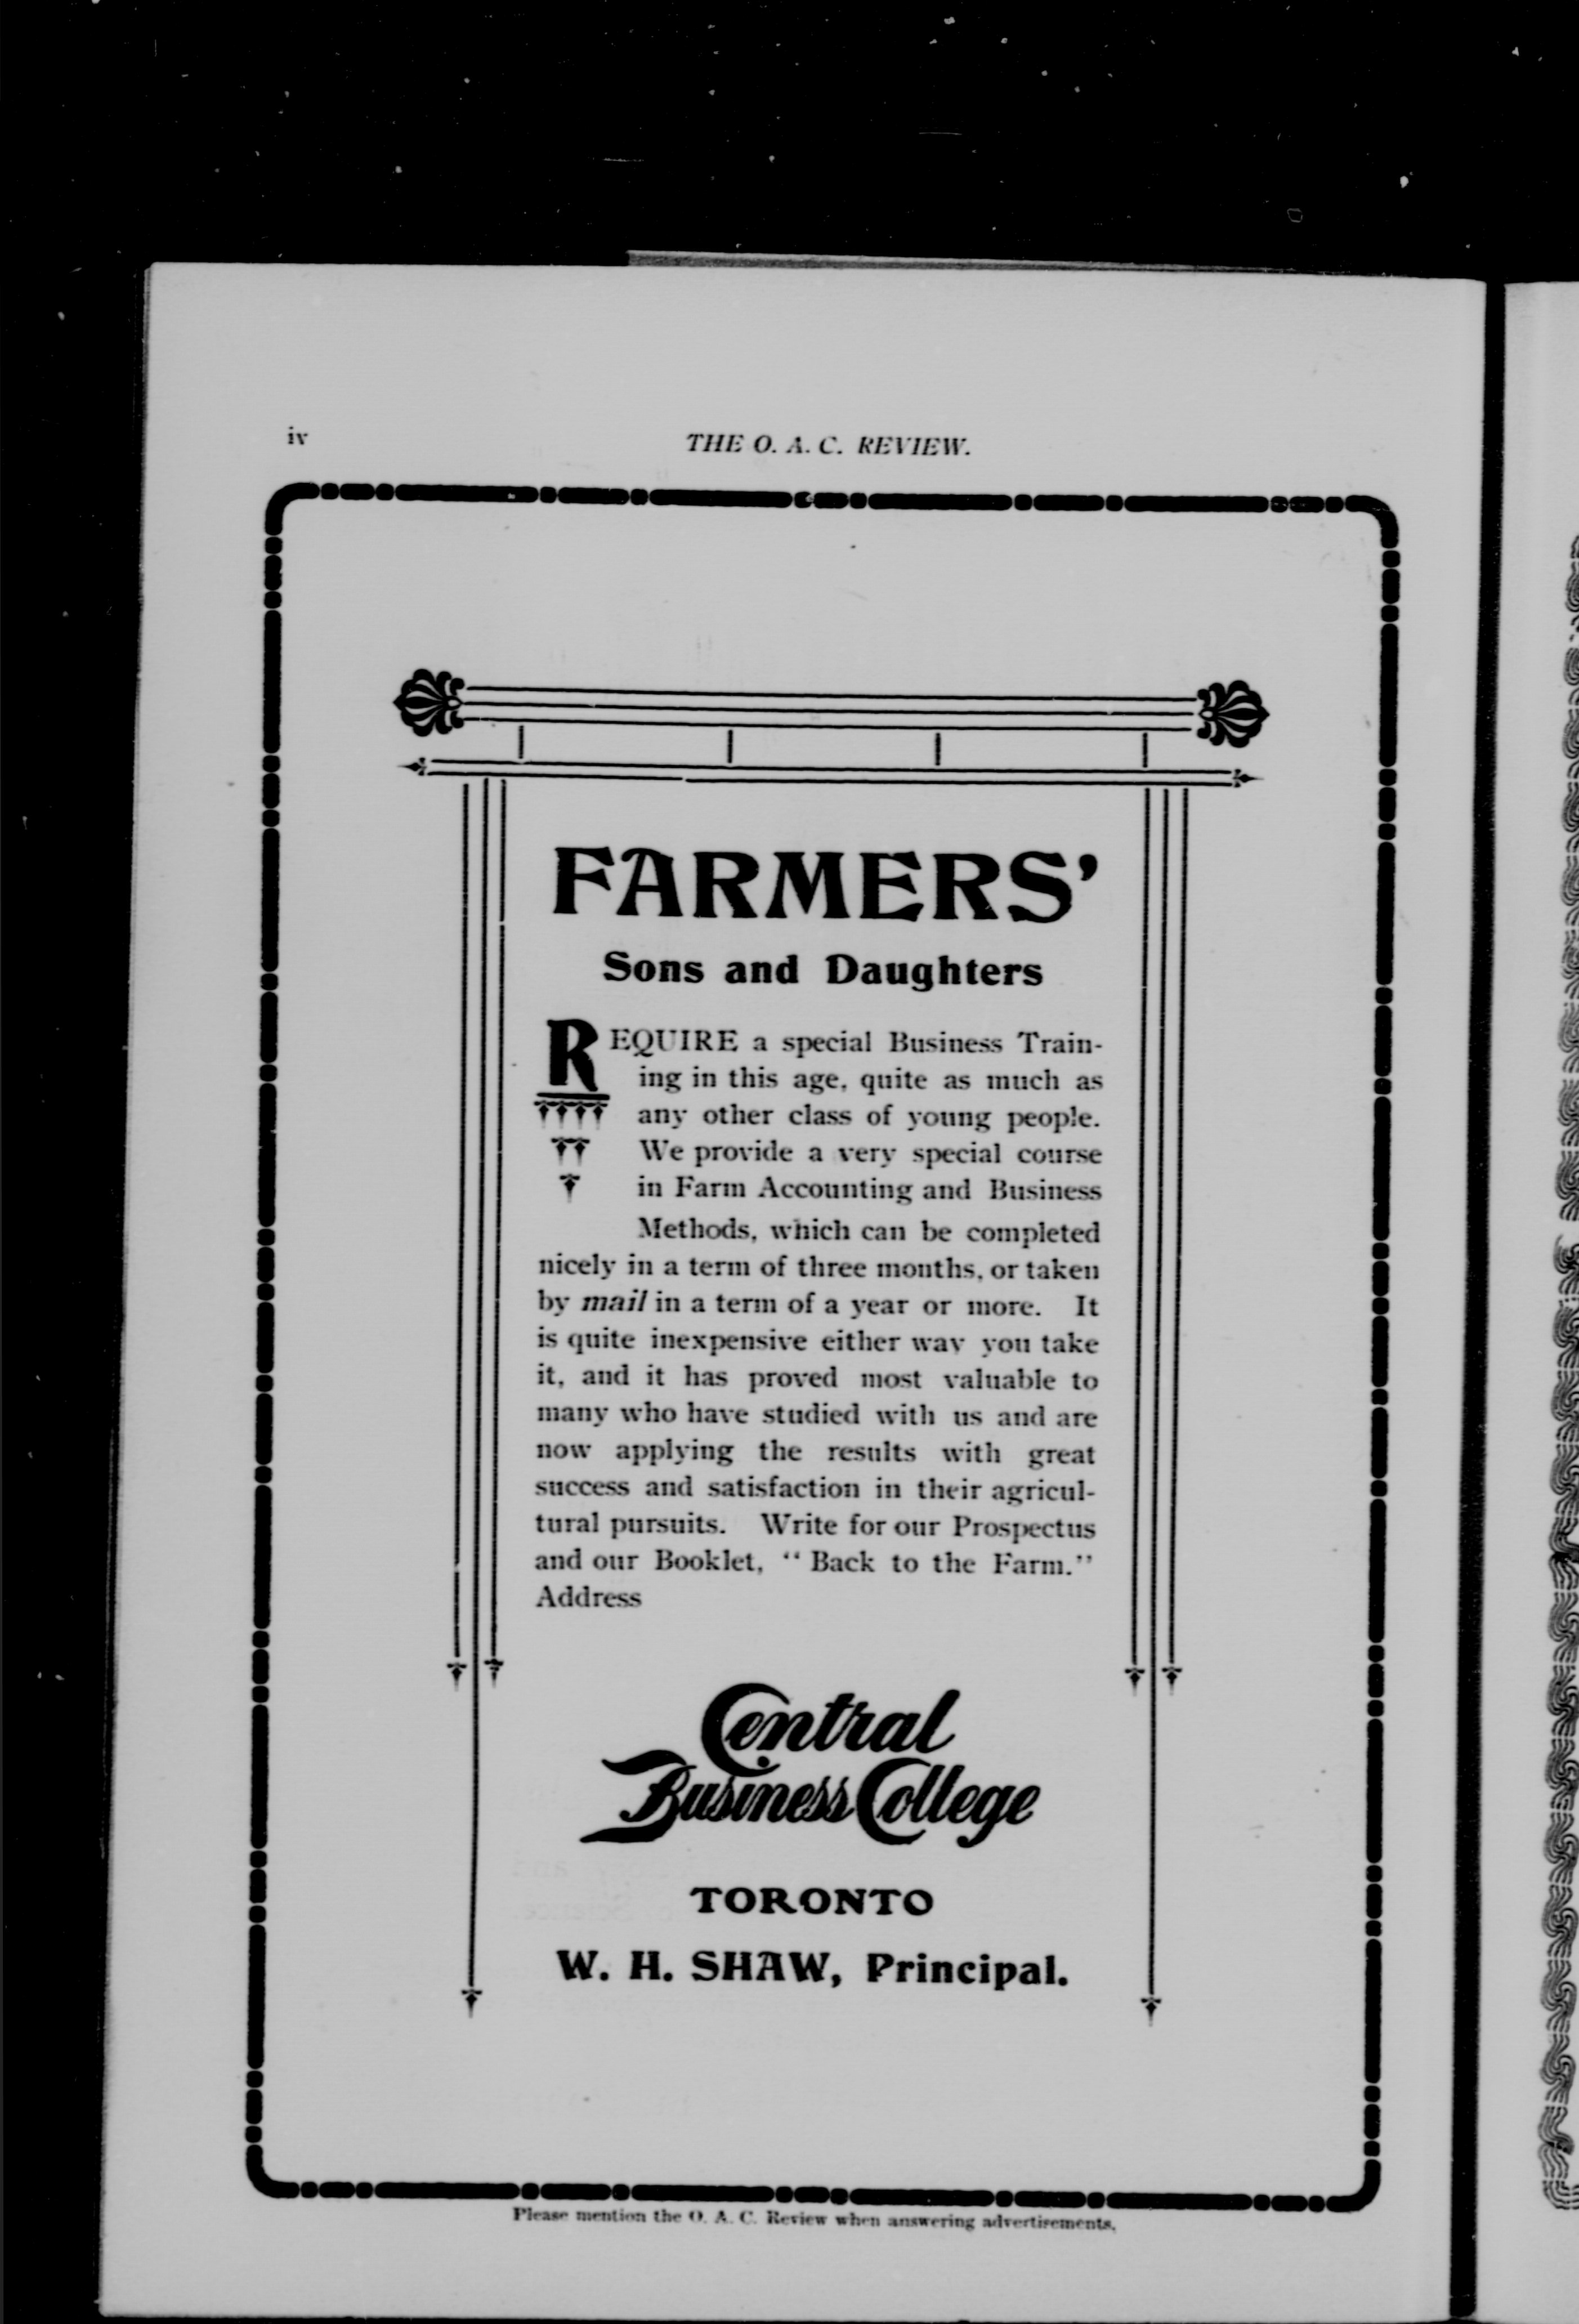 iv
THE O. A. C. REVIEW.
FARMERS'
Sons and Daughters
REQUIRE a special Business Train-
ing in this age, quite as much as
any other class of young people.
We provide a very special course
in Farm Accounting and Business
Methods, which can be completed
nicely in a term of three months, or taken
by mail in a term of a year or more. It
is quite inexpensive either way you take
it, and it has proved most valuable to
many who have studied with us and are
now applying the results with great
success and satisfaction in their agricul-
tural pursuits. Write for our Prospectus
and our Booklet, "Back to the Farm."
Address
Central
Business College
TORONTO
W. H. SHAW, Principal.
Please mention the O. A. C. Review when answering advertisements.